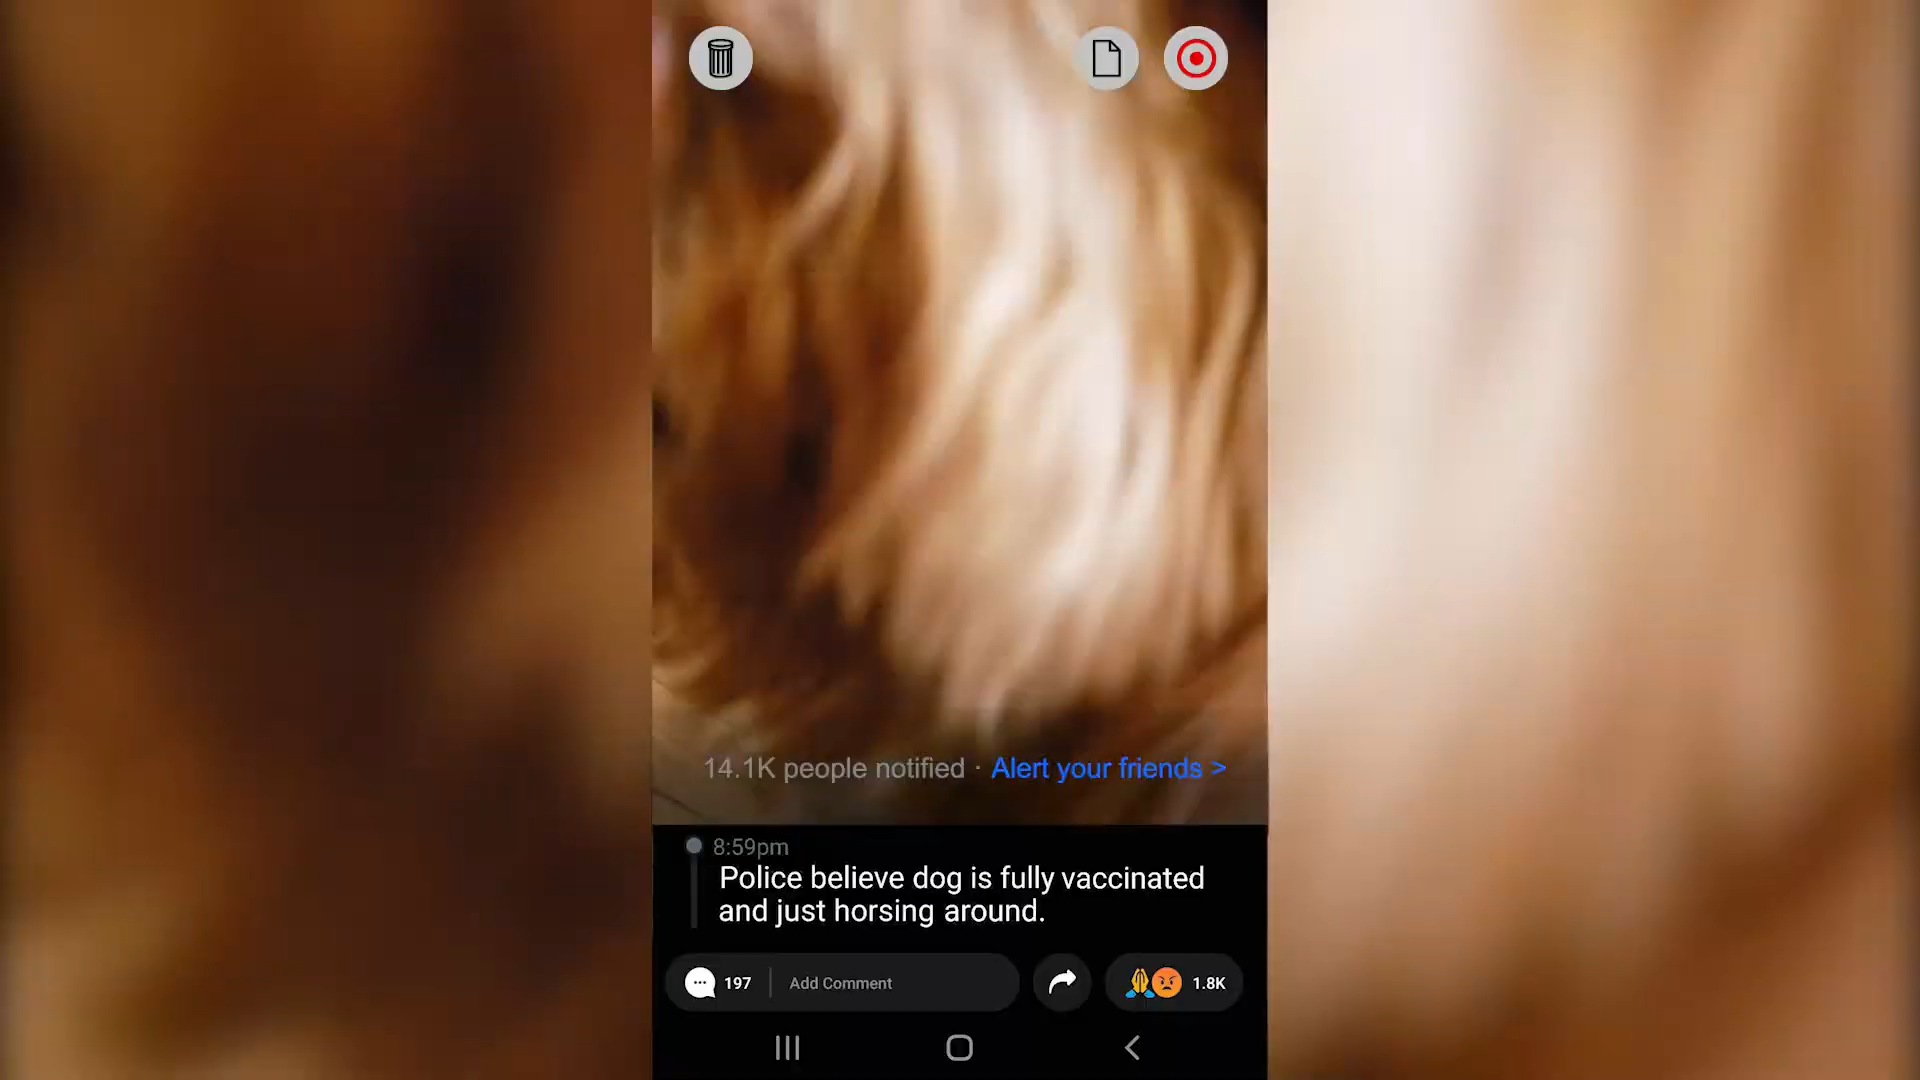 14.1K people notified · Alert your friends >
8:59pm
Police believe dog is fully vaccinated
and just horsing around.
197 Add Comment 1.8K